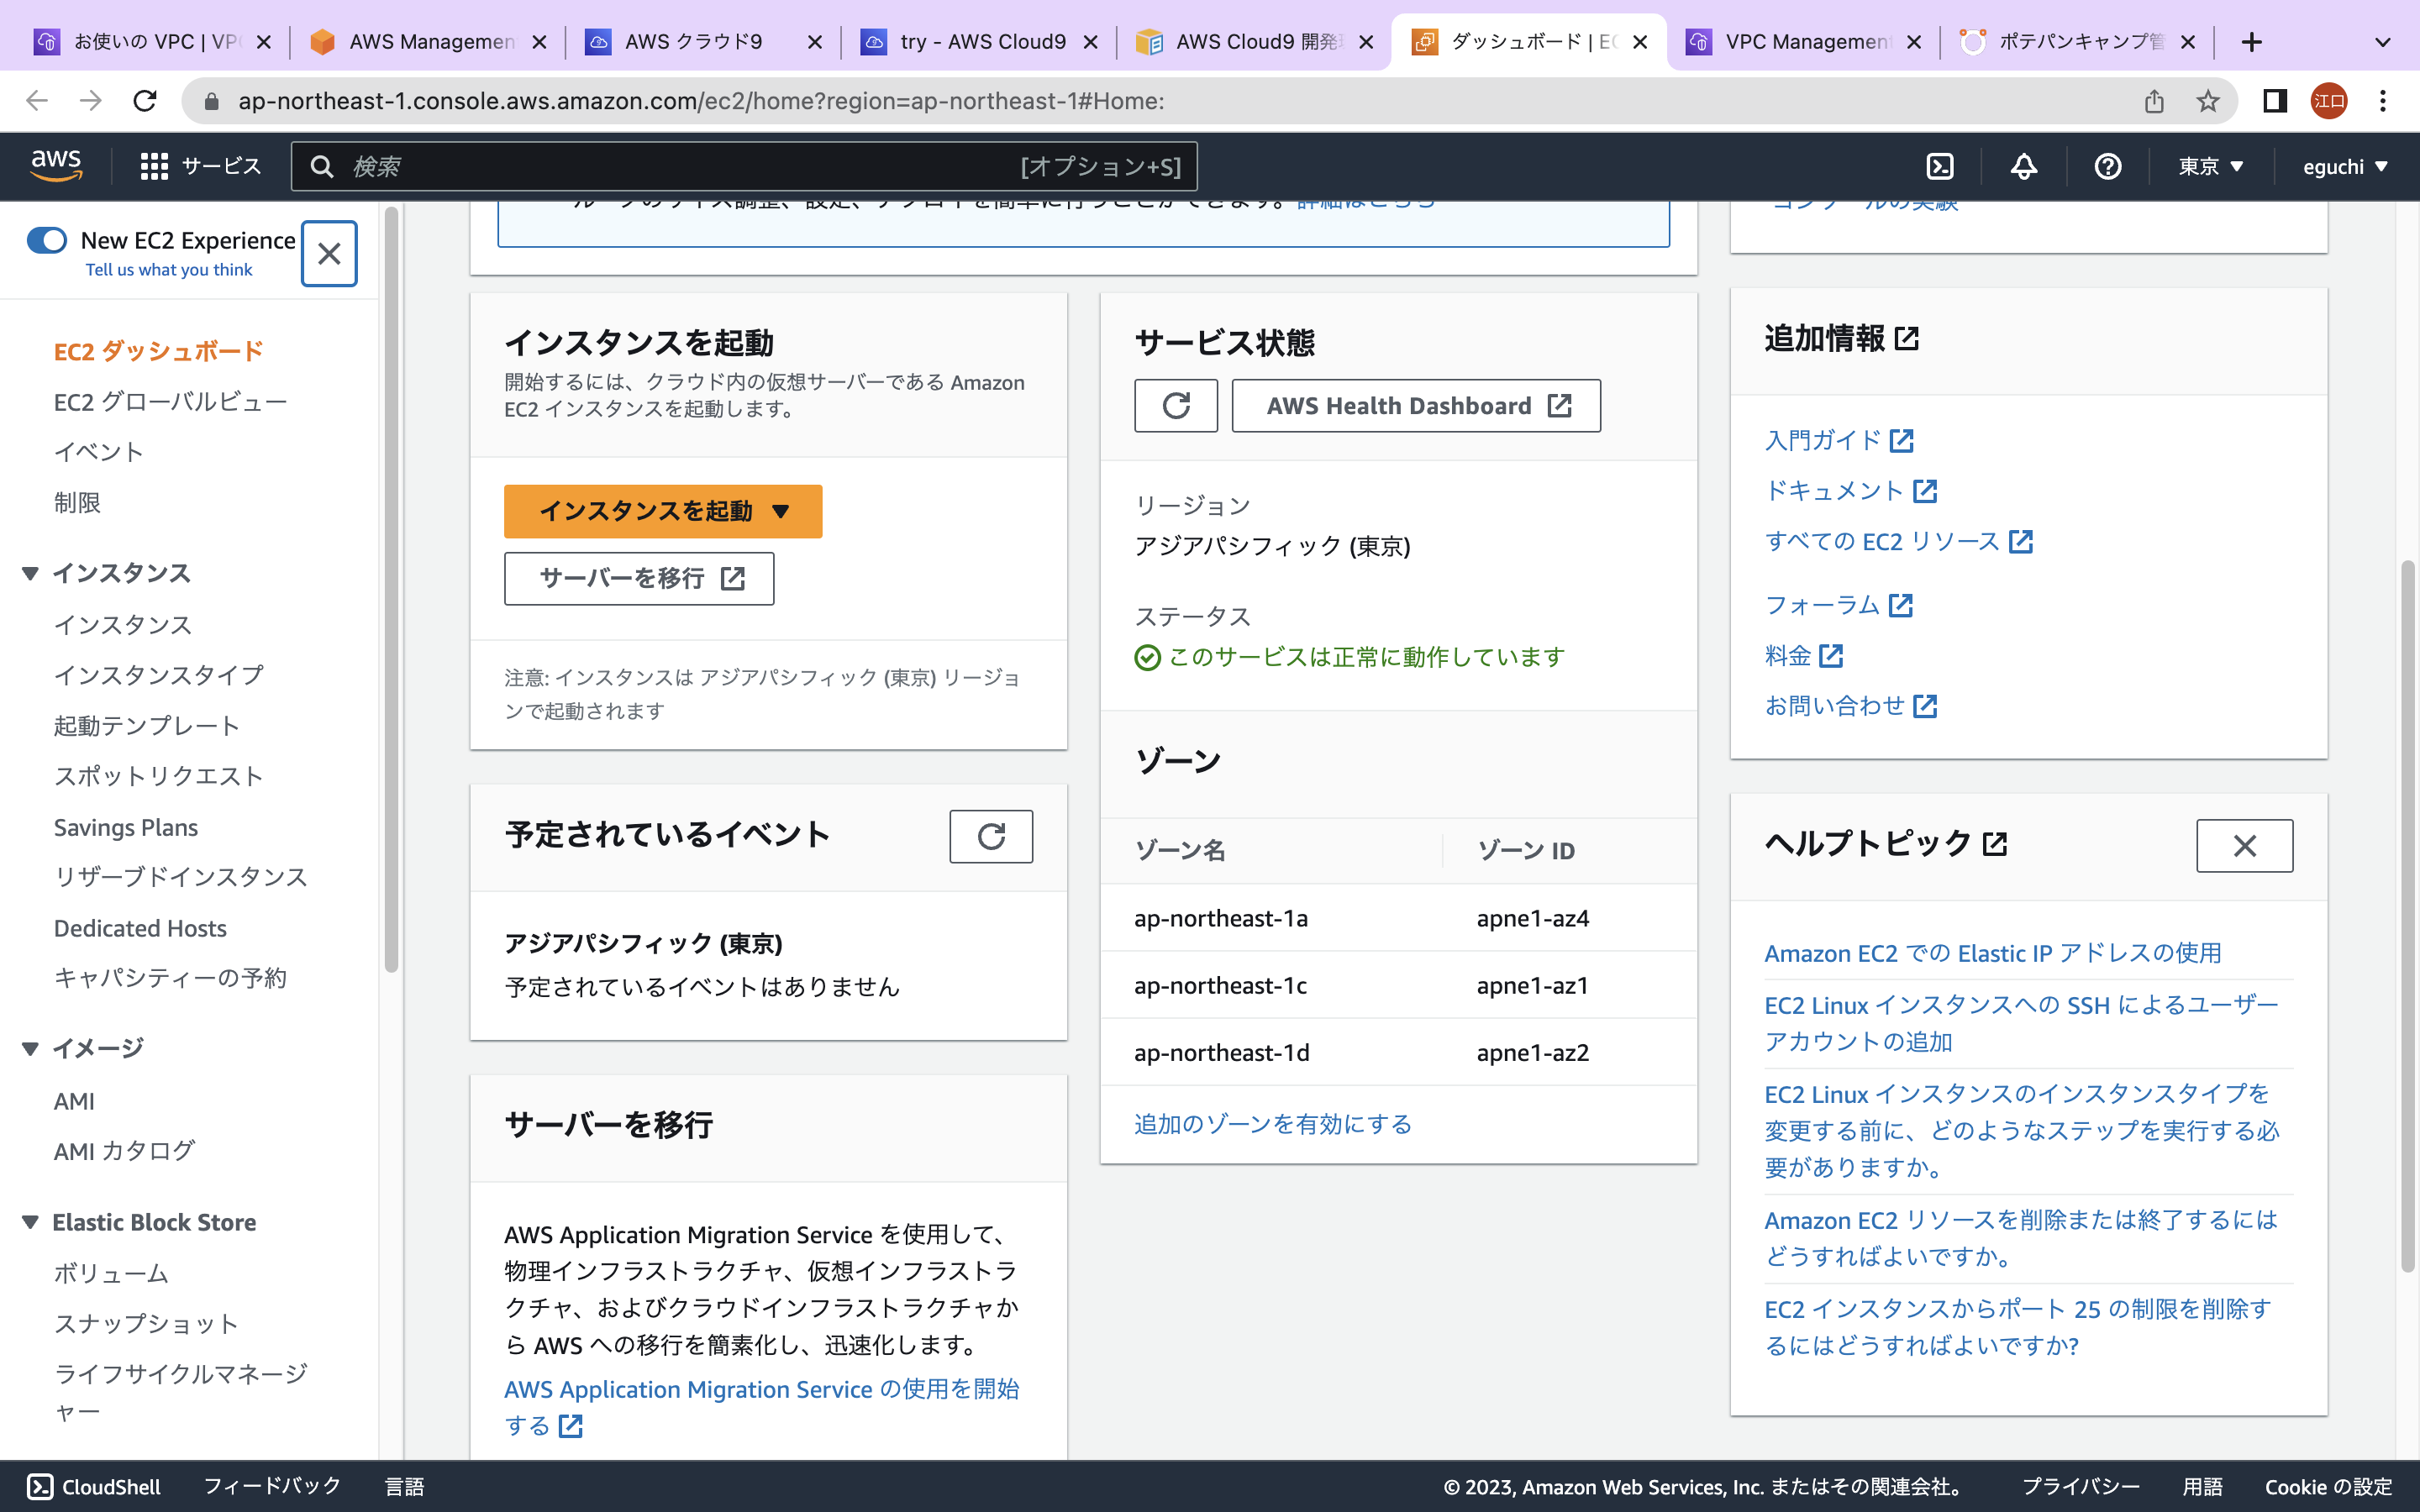 お使いの VPC | VP
AWS Managemen
AWS クラウド9
try - AWS Cloud9
AWS Cloud9 開発
ダッシュボード | EC
VPC Management
ポテパンキャンプ管
ap-northeast-1.console.aws.amazon.com/ec2/home?region=ap-northeast-1#Home:
江口
aws
サービス
検索
[オプション+S]
東京
eguchi
New EC2 Experience
Tell us what you think
EC2 ダッシュボード
EC2 グローバルビュー
イベント
制限
インスタンス
インスタンス
インスタンスタイプ
起動テンプレート
スポットリクエスト
Savings Plans
リザーブドインスタンス
Dedicated Hosts
キャパシティーの予約
イメージ
AMI
AMI カタログ
Elastic Block Store
ボリューム
スナップショット
ライフサイクルマネージ
ャー
インスタンスを起動
開始するには、クラウド内の仮想サーバーである Amazon
EC2 インスタンスを起動します。
インスタンスを起動
サーバーを移行
注意: インスタンスは アジアパシフィック (東京) リージョ
ンで起動されます
予定されているイベント
アジアパシフィック (東京)
予定されているイベントはありません
サーバーを移行
AWS Application Migration Service を使用して、
物理インフラストラクチャ、仮想インフラストラ
クチャ、およびクラウドインフラストラクチャか
ら AWS への移行を簡素化し、迅速化します。
AWS Application Migration Service の使用を開始
する
サービス状態
AWS Health Dashboard
リージョン
アジアパシフィック (東京)
ステータス
このサービスは正常に動作しています
ゾーン
ゾーン名 ゾーン ID
ap-northeast-1a apne1-az4
ap-northeast-1c apne1-az1
ap-northeast-1d apne1-az2
追加のゾーンを有効にする
追加情報
入門ガイド
ドキュメント
すべての EC2 リソース
フォーラム
料金
お問い合わせ
ヘルプトピック
Amazon EC2 での Elastic IP アドレスの使用
EC2 Linux インスタンスへの SSH によるユーザー
アカウントの追加
EC2 Linux インスタンスのインスタンスタイプを
変更する前に、どのようなステップを実行する必
要がありますか。
Amazon EC2 リソースを削除または終了するには
どうすればよいですか。
EC2 インスタンスからポート 25 の制限を削除す
るにはどうすればよいですか?
CloudShell
フィードバック
言語
© 2023, Amazon Web Services, Inc. またはその関連会社。
プライバシー
用語
Cookie の設定